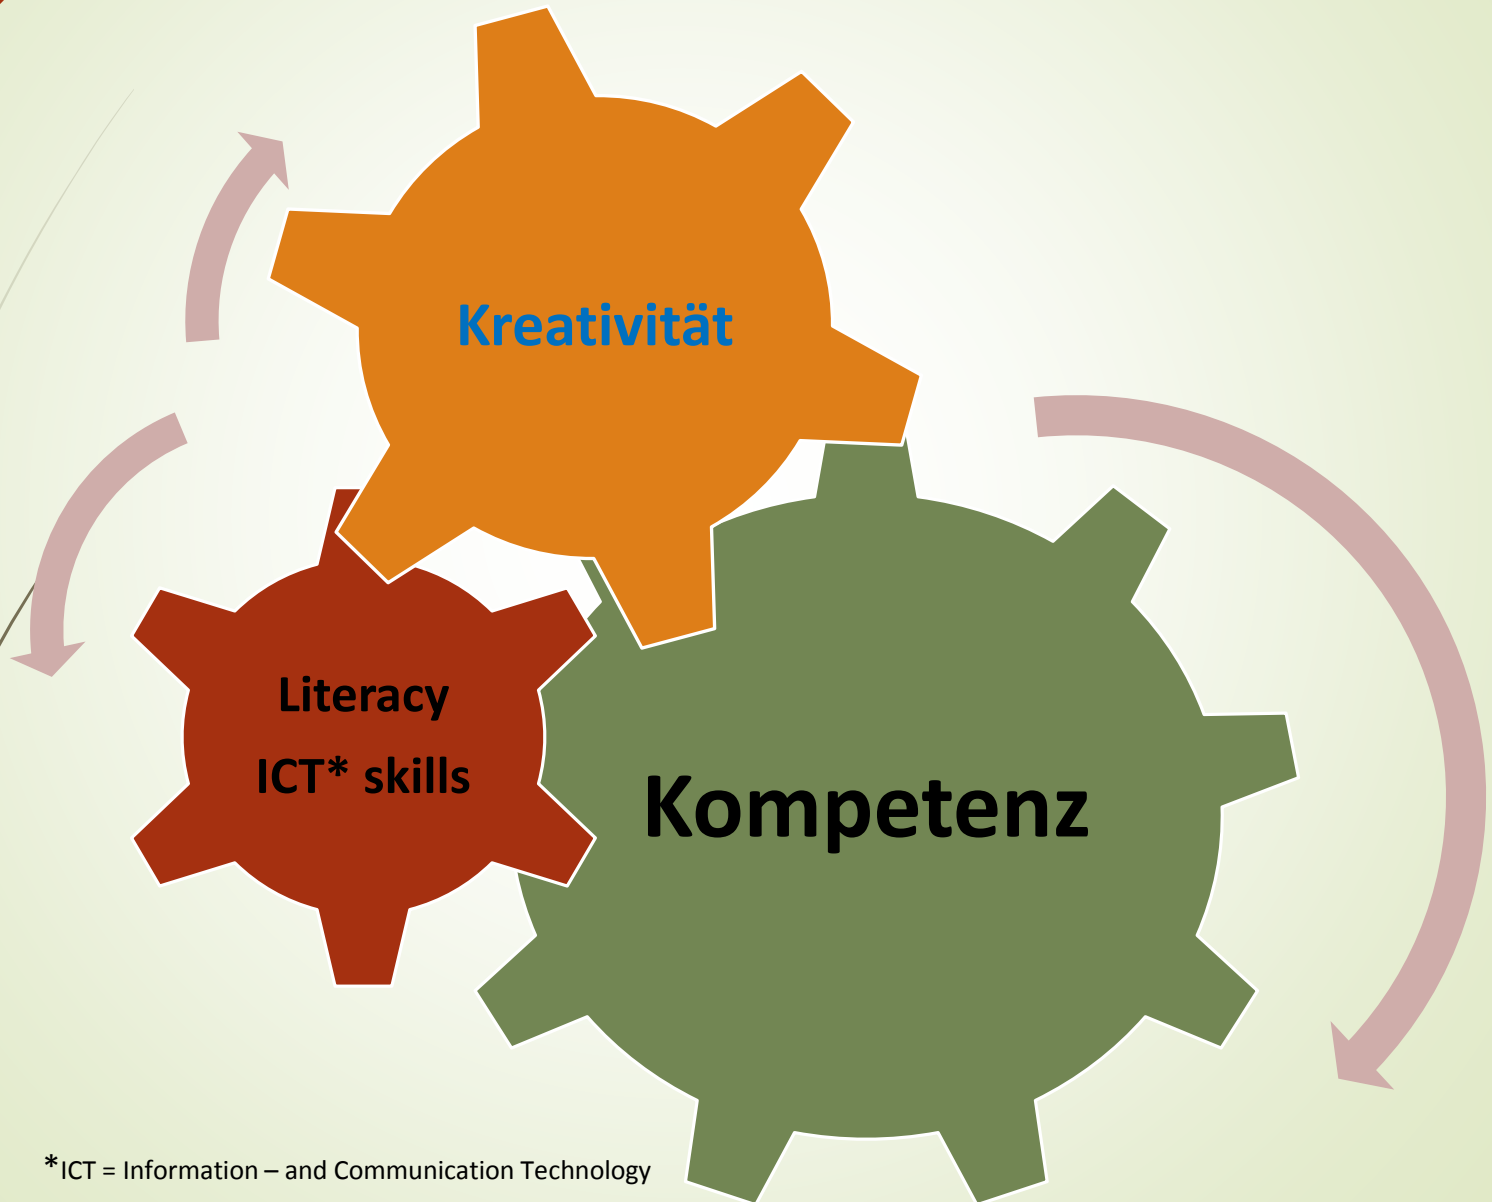 Kreativität
Literacy
ICT* skills
Kompetenz
*ICT = Information – and Communication Technology